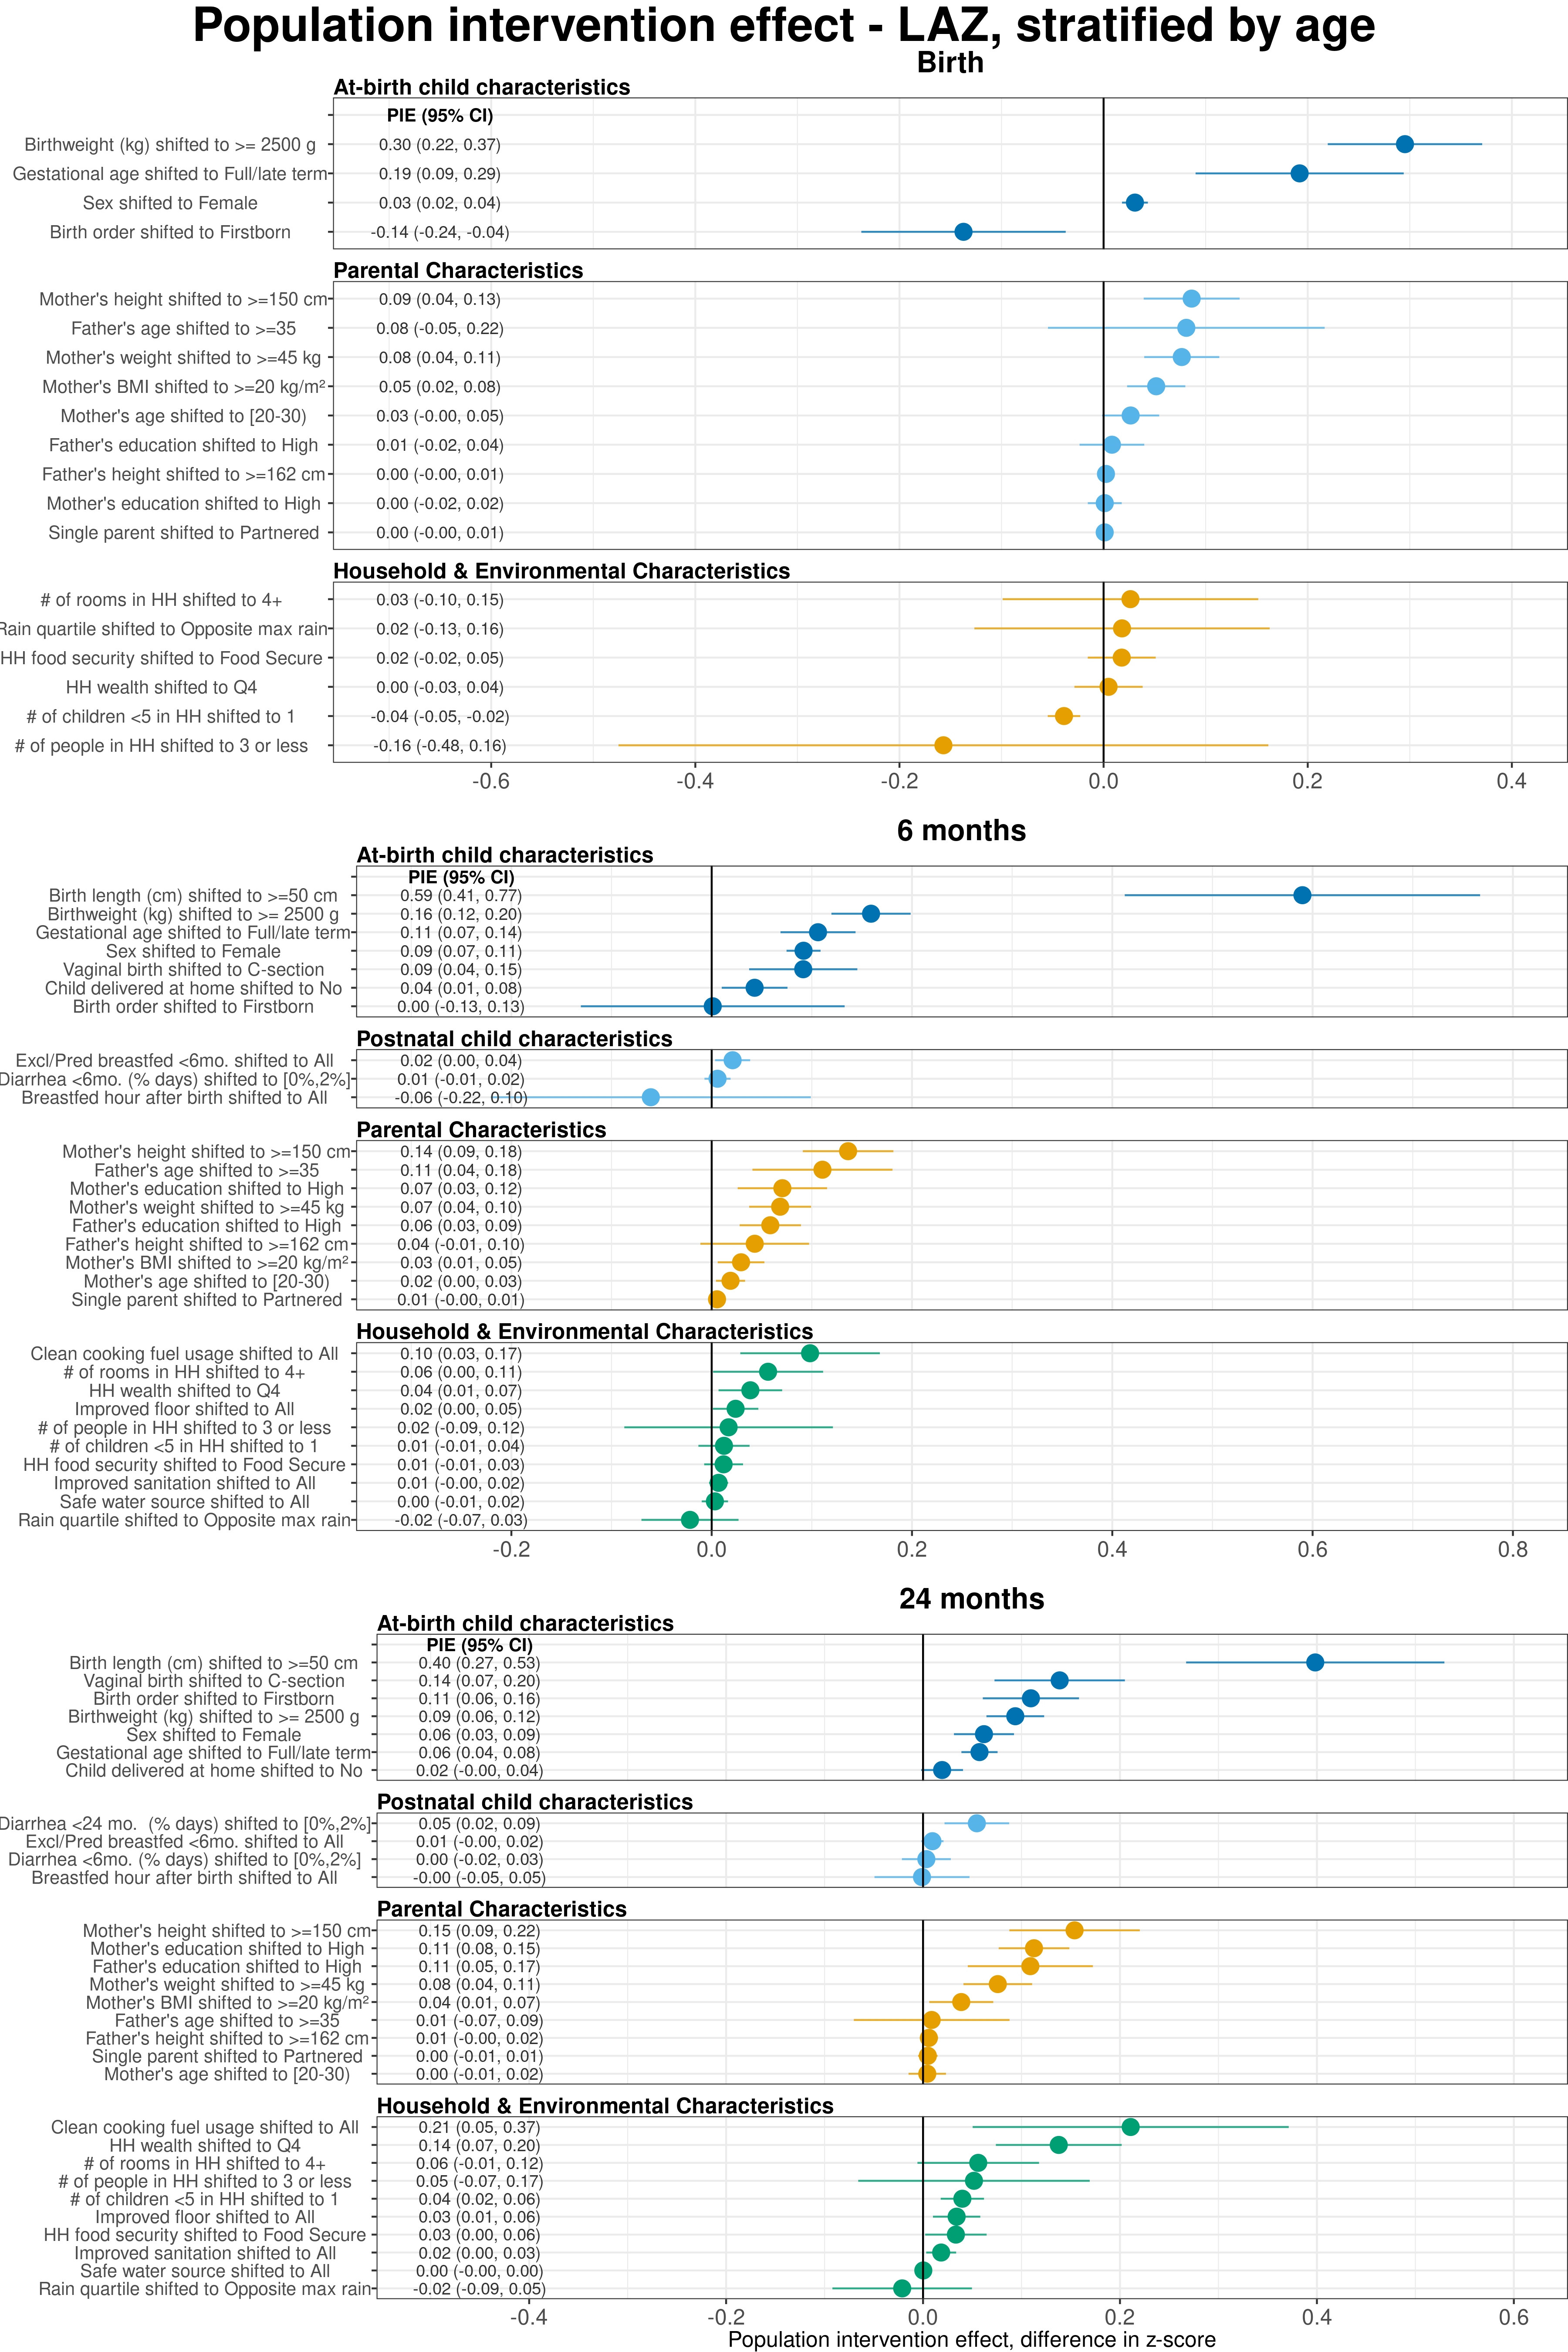 Population intervention effect - LAZ, stratified by age
Birth
At-birth child characteristics
PIE (95% CI)
Birthweight (kg) shifted to >= 2500 g 0.30 (0.22, 0.37)
Gestational age shifted to Full/late term 0.19 (0.09, 0.29)
Sex shifted to Female 0.03 (0.02, 0.04)
Birth order shifted to Firstborn -0.14 (-0.24, -0.04)
Parental Characteristics
Mother's height shifted to >=150 cm 0.09 (0.04, 0.13)
Father's age shifted to >=35 0.08 (-0.05, 0.22)
Mother's weight shifted to >=45 kg 0.08 (0.04, 0.11)
Mother's BMI shifted to >=20 kg/m² 0.05 (0.02, 0.08)
Mother's age shifted to [20-30) 0.03 (-0.00, 0.05)
Father's education shifted to High 0.01 (-0.02, 0.04)
Father's height shifted to >=162 cm 0.00 (-0.00, 0.01)
Mother's education shifted to High 0.00 (-0.02, 0.02)
Single parent shifted to Partnered 0.00 (-0.00, 0.01)
Household & Environmental Characteristics
# of rooms in HH shifted to 4+ 0.03 (-0.10, 0.15)
Rain quartile shifted to Opposite max rain 0.02 (-0.13, 0.16)
HH food security shifted to Food Secure 0.02 (-0.02, 0.05)
HH wealth shifted to Q4 0.00 (-0.03, 0.04)
# of children <5 in HH shifted to 1 -0.04 (-0.05, -0.02)
# of people in HH shifted to 3 or less -0.16 (-0.48, 0.16)
-0.6 -0.4 -0.2 0.0 0.2 0.4
6 months
At-birth child characteristics
PIE (95% CI)
Birth length (cm) shifted to >=50 cm 0.59 (0.41, 0.77)
Birthweight (kg) shifted to >= 2500 g 0.16 (0.12, 0.20)
Gestational age shifted to Full/late term 0.11 (0.07, 0.14)
Sex shifted to Female 0.09 (0.07, 0.11)
Vaginal birth shifted to C-section 0.09 (0.04, 0.15)
Child delivered at home shifted to No 0.04 (0.01, 0.08)
Birth order shifted to Firstborn 0.00 (-0.13, 0.13)
Postnatal child characteristics
Excl/Pred breastfed <6mo. shifted to All 0.02 (0.00, 0.04)
Diarrhea <6mo. (% days) shifted to [0%,2%] 0.01 (-0.01, 0.02)
Breastfed hour after birth shifted to All -0.06 (-0.22, 0.10)
Parental Characteristics
Mother's height shifted to >=150 cm 0.14 (0.09, 0.18)
Father's age shifted to >=35 0.11 (0.04, 0.18)
Mother's education shifted to High 0.07 (0.03, 0.12)
Mother's weight shifted to >=45 kg 0.07 (0.04, 0.10)
Father's education shifted to High 0.06 (0.03, 0.09)
Father's height shifted to >=162 cm 0.04 (-0.01, 0.10)
Mother's BMI shifted to >=20 kg/m² 0.03 (0.01, 0.05)
Mother's age shifted to [20-30) 0.02 (0.00, 0.03)
Single parent shifted to Partnered 0.01 (-0.00, 0.01)
Household & Environmental Characteristics
Clean cooking fuel usage shifted to All 0.10 (0.03, 0.17)
# of rooms in HH shifted to 4+ 0.06 (0.00, 0.11)
HH wealth shifted to Q4 0.04 (0.01, 0.07)
Improved floor shifted to All 0.02 (0.00, 0.05)
# of people in HH shifted to 3 or less 0.02 (-0.09, 0.12)
# of children <5 in HH shifted to 1 0.01 (-0.01, 0.04)
HH food security shifted to Food Secure 0.01 (-0.01, 0.03)
Improved sanitation shifted to All 0.01 (-0.00, 0.02)
Safe water source shifted to All 0.00 (-0.01, 0.02)
Rain quartile shifted to Opposite max rain -0.02 (-0.07, 0.03)
-0.2 0.0 0.2 0.4 0.6 0.8
24 months
At-birth child characteristics
PIE (95% CI)
Birth length (cm) shifted to >=50 cm 0.40 (0.27, 0.53)
Vaginal birth shifted to C-section 0.14 (0.07, 0.20)
Birth order shifted to Firstborn 0.11 (0.06, 0.16)
Birthweight (kg) shifted to >= 2500 g 0.09 (0.06, 0.12)
Sex shifted to Female 0.06 (0.03, 0.09)
Gestational age shifted to Full/late term 0.06 (0.04, 0.08)
Child delivered at home shifted to No 0.02 (-0.00, 0.04)
Postnatal child characteristics
Diarrhea <24 mo. (% days) shifted to [0%,2%] 0.05 (0.02, 0.09)
Excl/Pred breastfed <6mo. shifted to All 0.01 (-0.00, 0.02)
Diarrhea <6mo. (% days) shifted to [0%,2%] 0.00 (-0.02, 0.03)
Breastfed hour after birth shifted to All -0.00 (-0.05, 0.05)
Parental Characteristics
Mother's height shifted to >=150 cm 0.15 (0.09, 0.22)
Mother's education shifted to High 0.11 (0.08, 0.15)
Father's education shifted to High 0.11 (0.05, 0.17)
Mother's weight shifted to >=45 kg 0.08 (0.04, 0.11)
Mother's BMI shifted to >=20 kg/m² 0.04 (0.01, 0.07)
Father's age shifted to >=35 0.01 (-0.07, 0.09)
Father's height shifted to >=162 cm 0.01 (-0.00, 0.02)
Single parent shifted to Partnered 0.00 (-0.01, 0.01)
Mother's age shifted to [20-30) 0.00 (-0.01, 0.02)
Household & Environmental Characteristics
Clean cooking fuel usage shifted to All 0.21 (0.05, 0.37)
HH wealth shifted to Q4 0.14 (0.07, 0.20)
# of rooms in HH shifted to 4+ 0.06 (-0.01, 0.12)
# of people in HH shifted to 3 or less 0.05 (-0.07, 0.17)
# of children <5 in HH shifted to 1 0.04 (0.02, 0.06)
Improved floor shifted to All 0.03 (0.01, 0.06)
HH food security shifted to Food Secure 0.03 (0.00, 0.06)
Improved sanitation shifted to All 0.02 (0.00, 0.03)
Safe water source shifted to All 0.00 (-0.00, 0.00)
Rain quartile shifted to Opposite max rain -0.02 (-0.09, 0.05)
-0.4 -0.2 0.0 0.2 0.4 0.6
Population intervention effect, difference in z-score